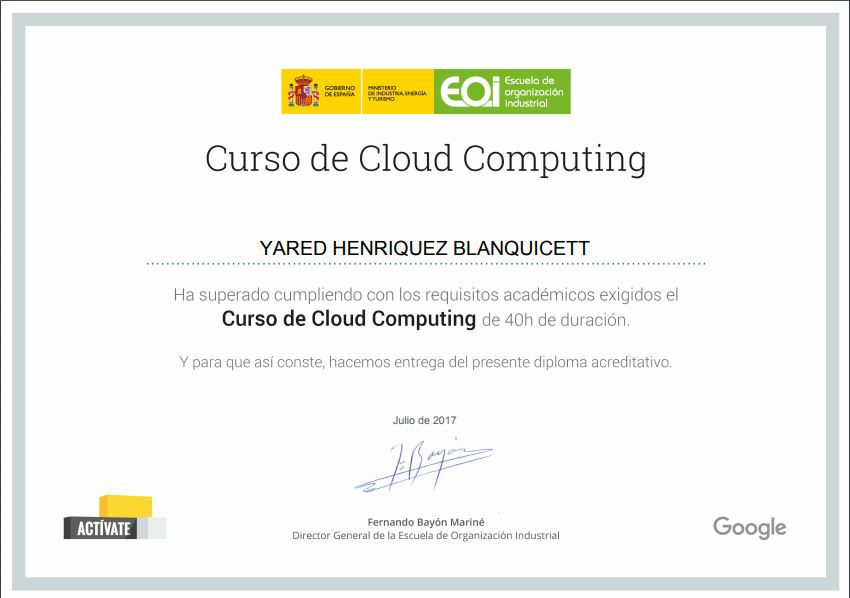 GOBIERNO
DE ESPAÑA
MINISTERIO
DE INDUSTRIA, ENERGÍA
Y TURISMO
EOI
Escuela de
organización
industrial
Curso de Cloud Computing
YARED HENRIQUEZ BLANQUICETT
Ha superado cumpliendo con los requisitos académicos exigidos el
Curso de Cloud Computing de 40h de duración.
Y para que así conste, hacemos entrega del presente diploma acreditativo.
Julio de 2017
F. Bayón
Fernando Bayón Mariné
Director General de la Escuela de Organización Industrial
ACTÍVATE
Google